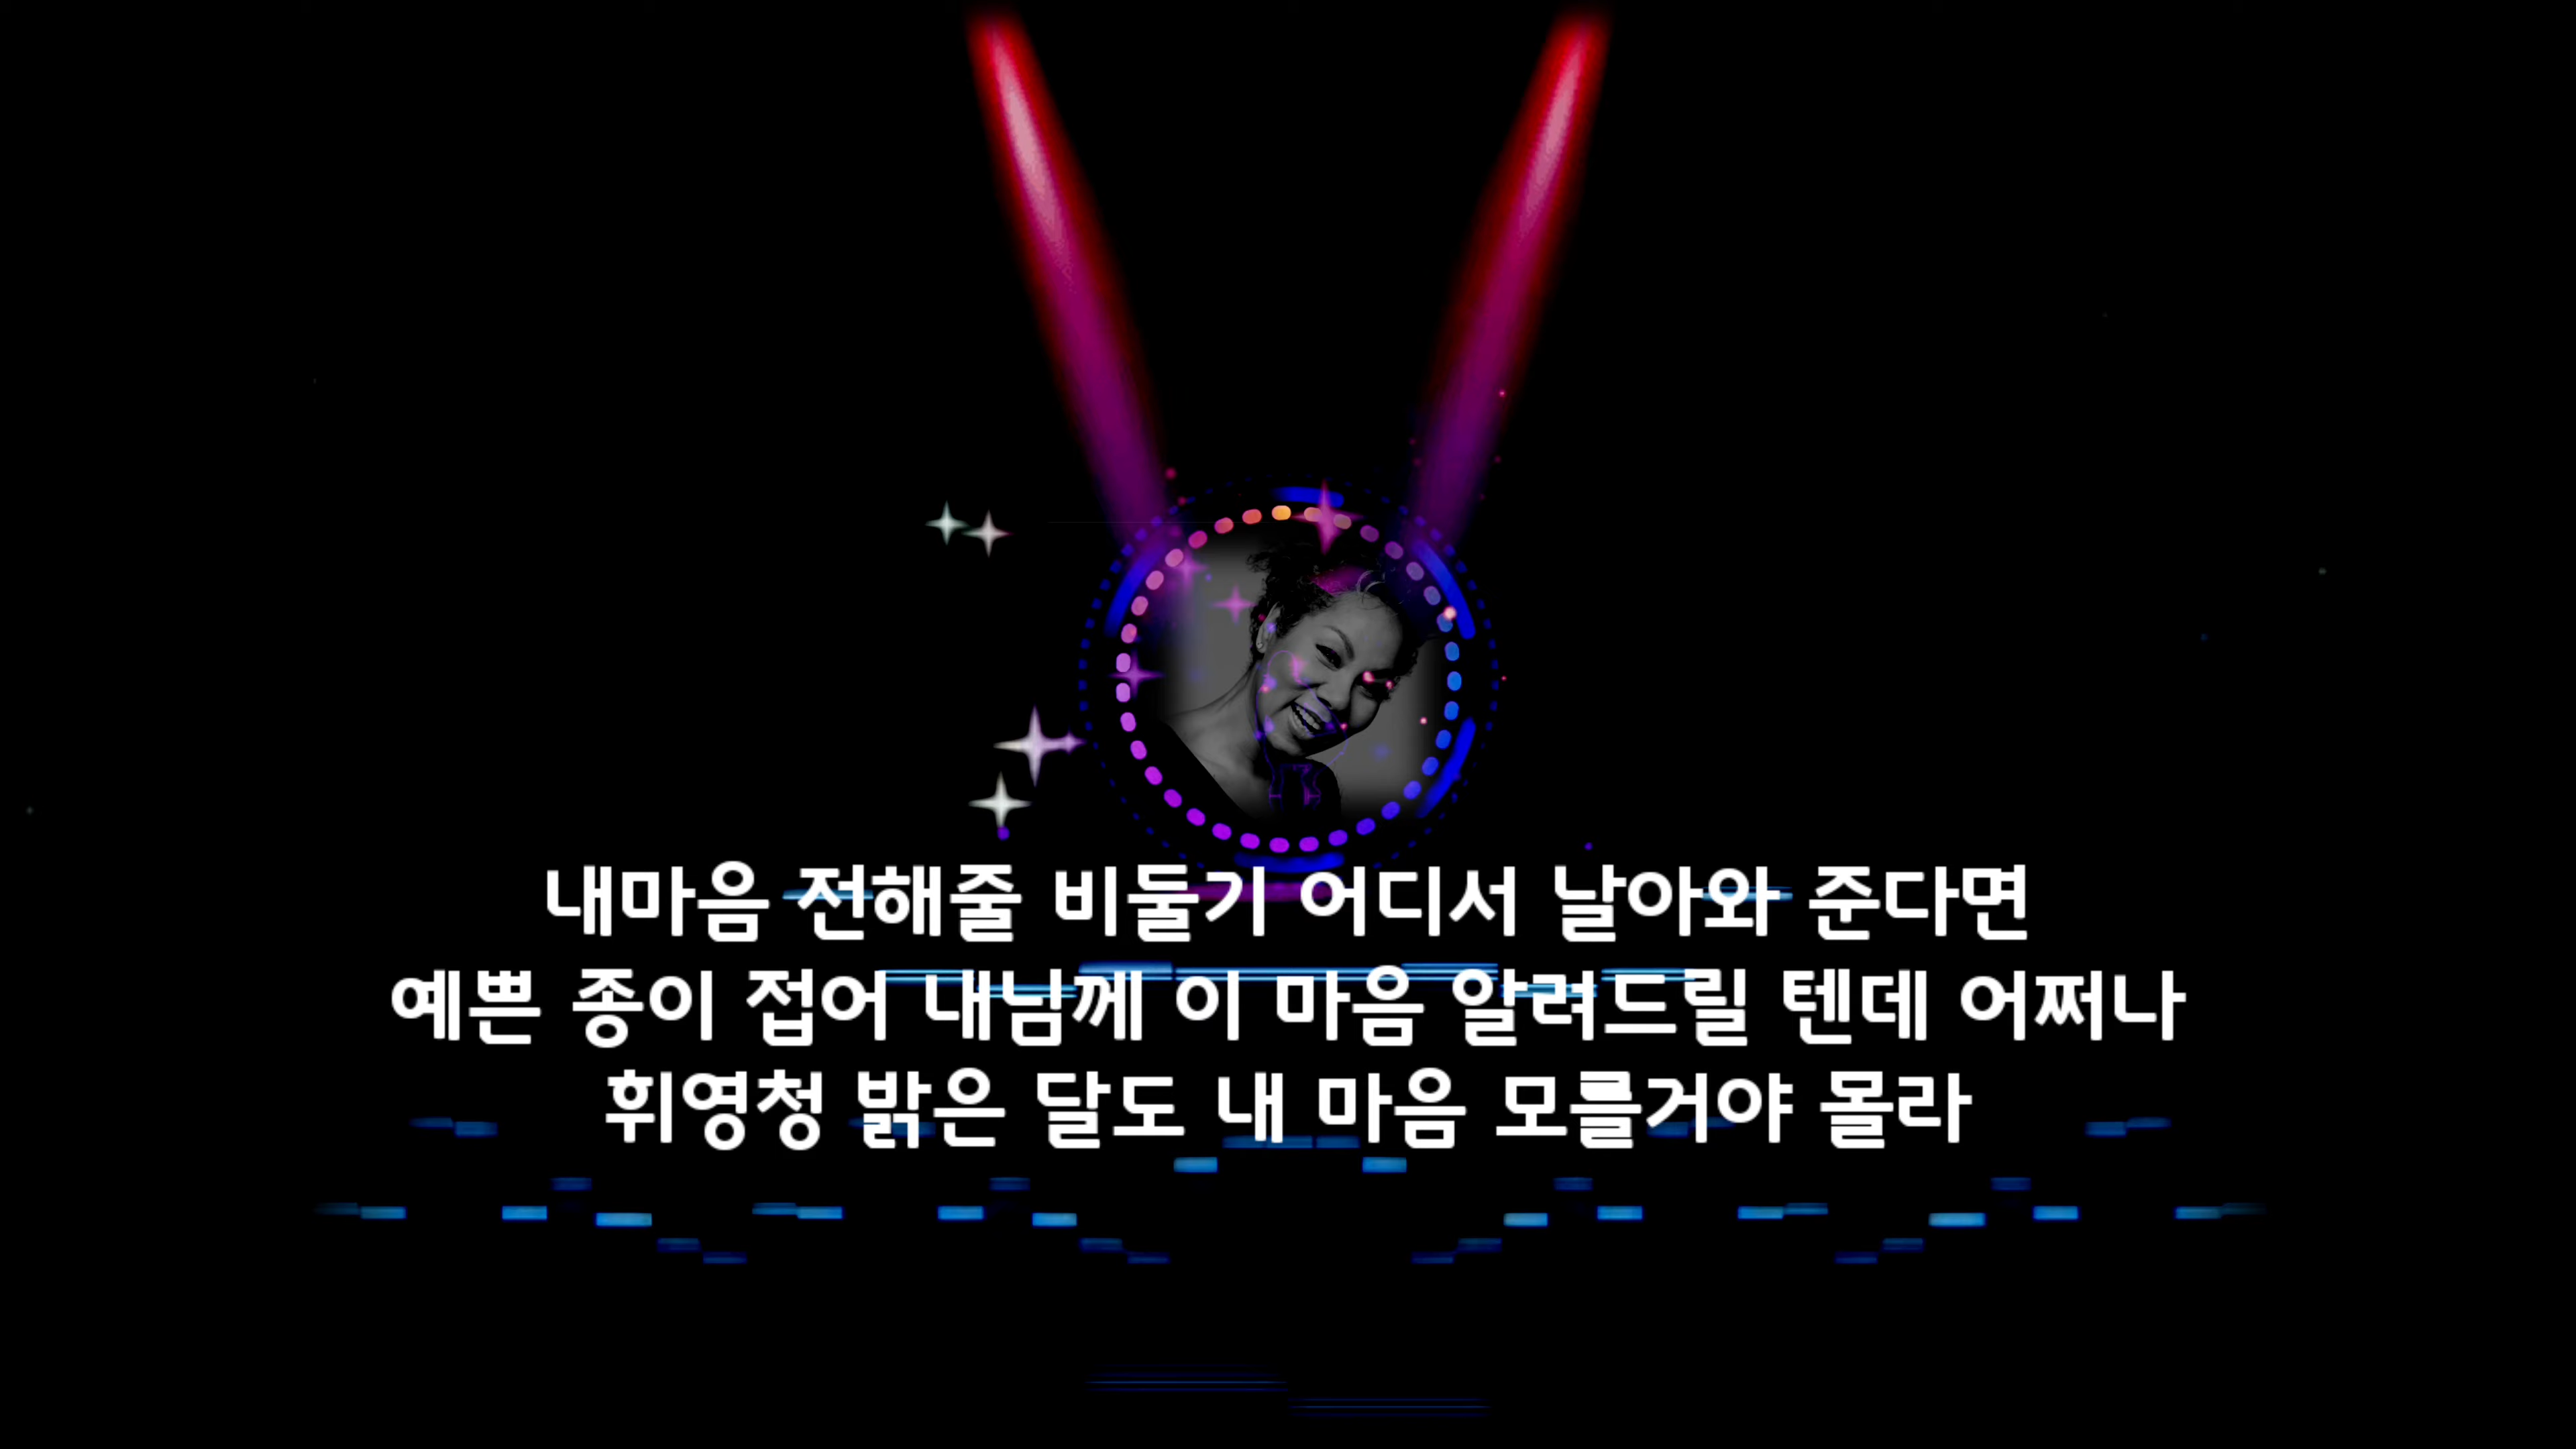 내마음 전해줄 비둘기 어디서 날아와 준다면
예쁜 종이 접어 내님께 이 마음 알려드릴 텐데 어쩌나
휘영청 밝은 달도 내 마음 모를거야 몰라